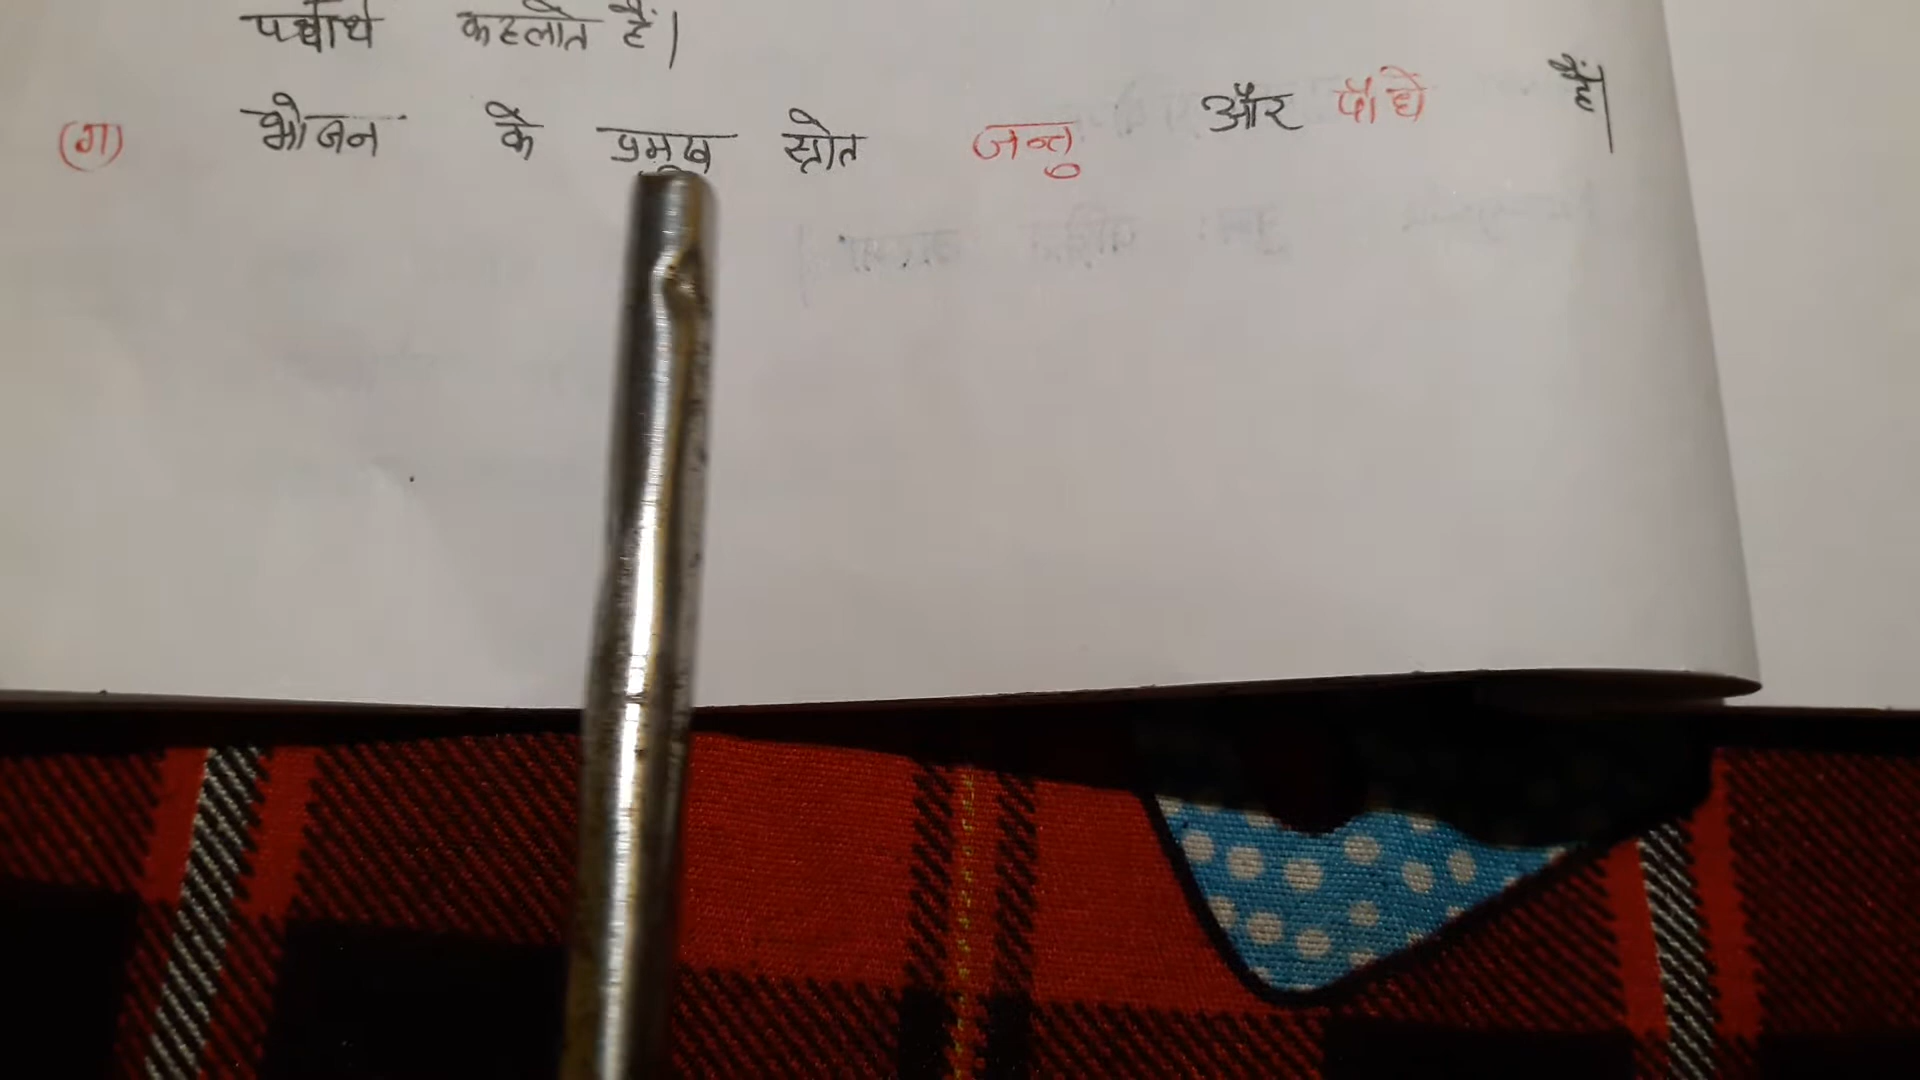 पदार्थ कहलाते हैं।
(ग) भोजन के प्रमुख स्रोत जन्तु और पौधे हैं।